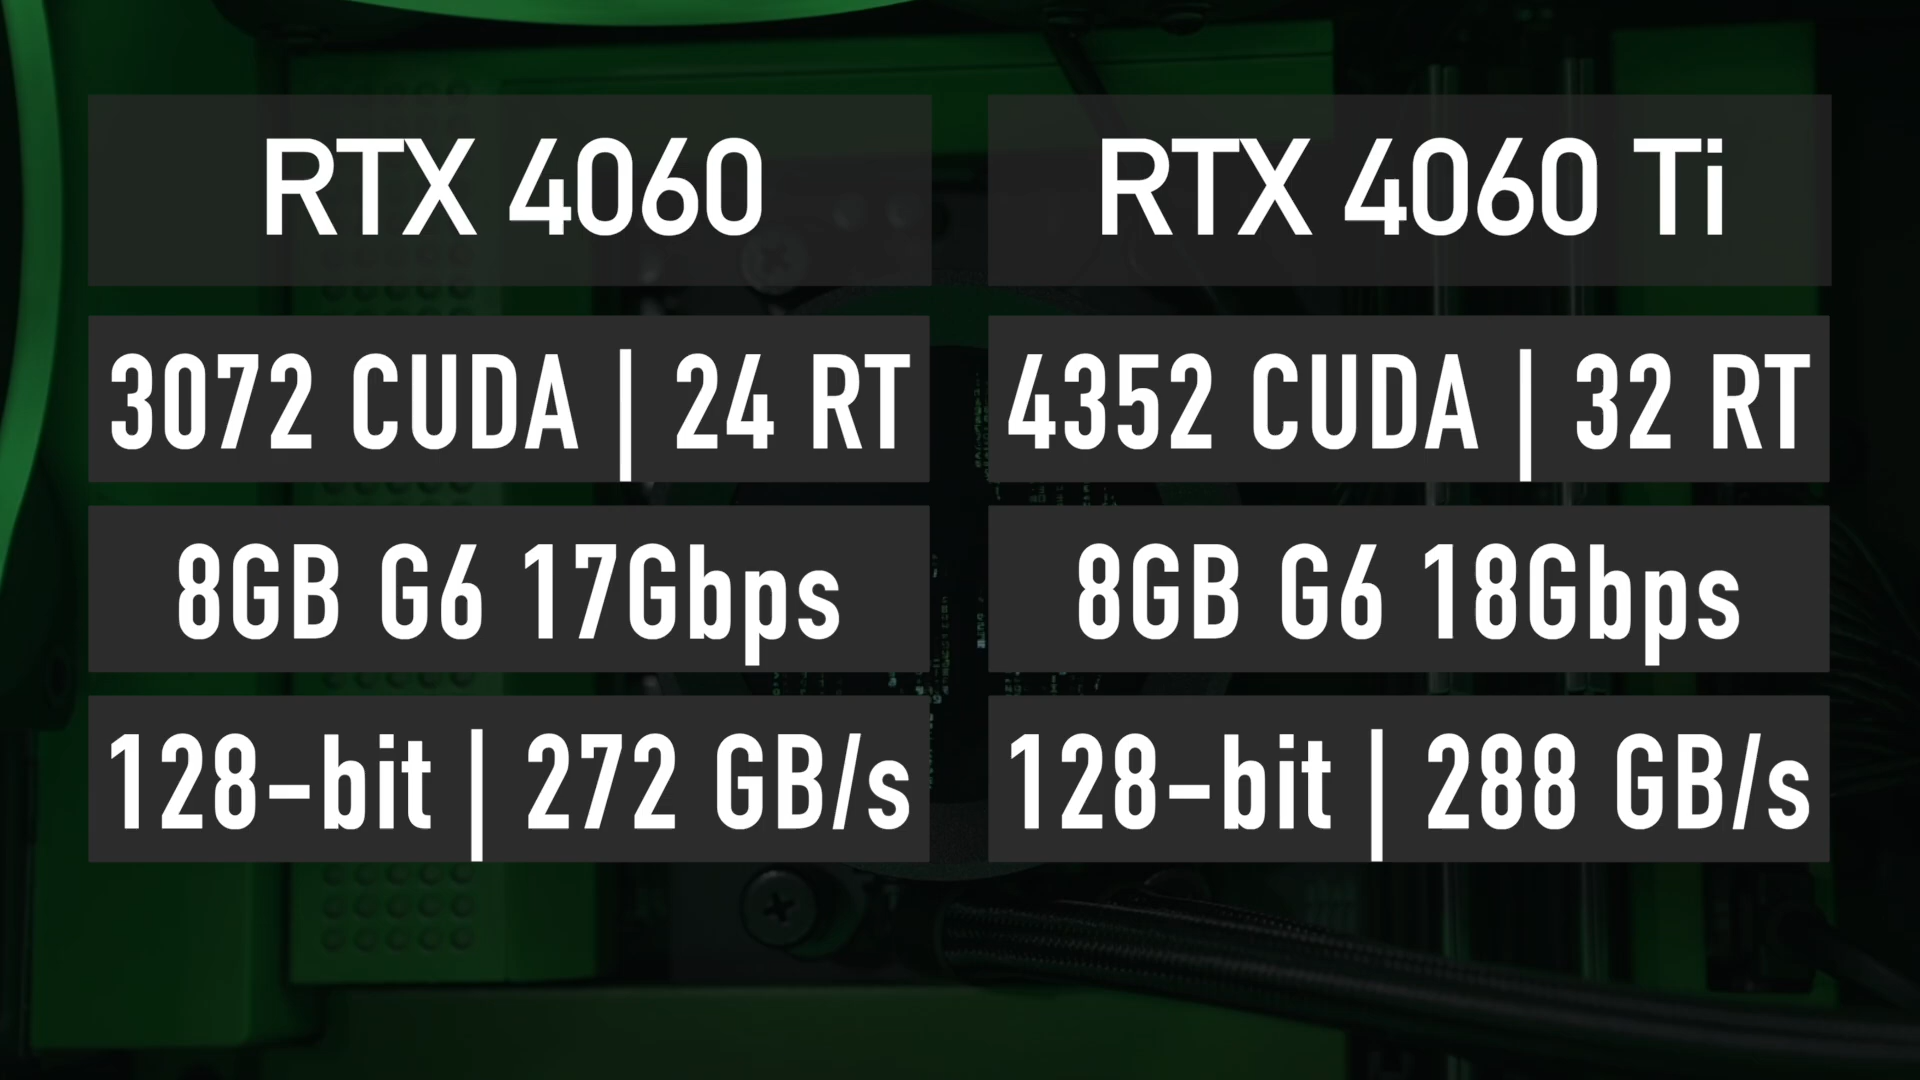 RTX 4060
RTX 4060 Ti
3072 CUDA | 24 RT
4352 CUDA | 32 RT
8GB G6 17Gbps
8GB G6 18Gbps
128-bit | 272 GB/s
128-bit | 288 GB/s